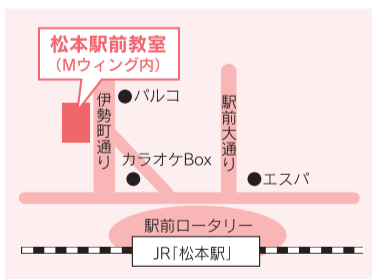 松本駅前教室
(Mウィング内)
伊勢町通り
パルコ
駅前大通り
カラオケBox
エスパ
駅前ロータリー
JR｢松本駅｣